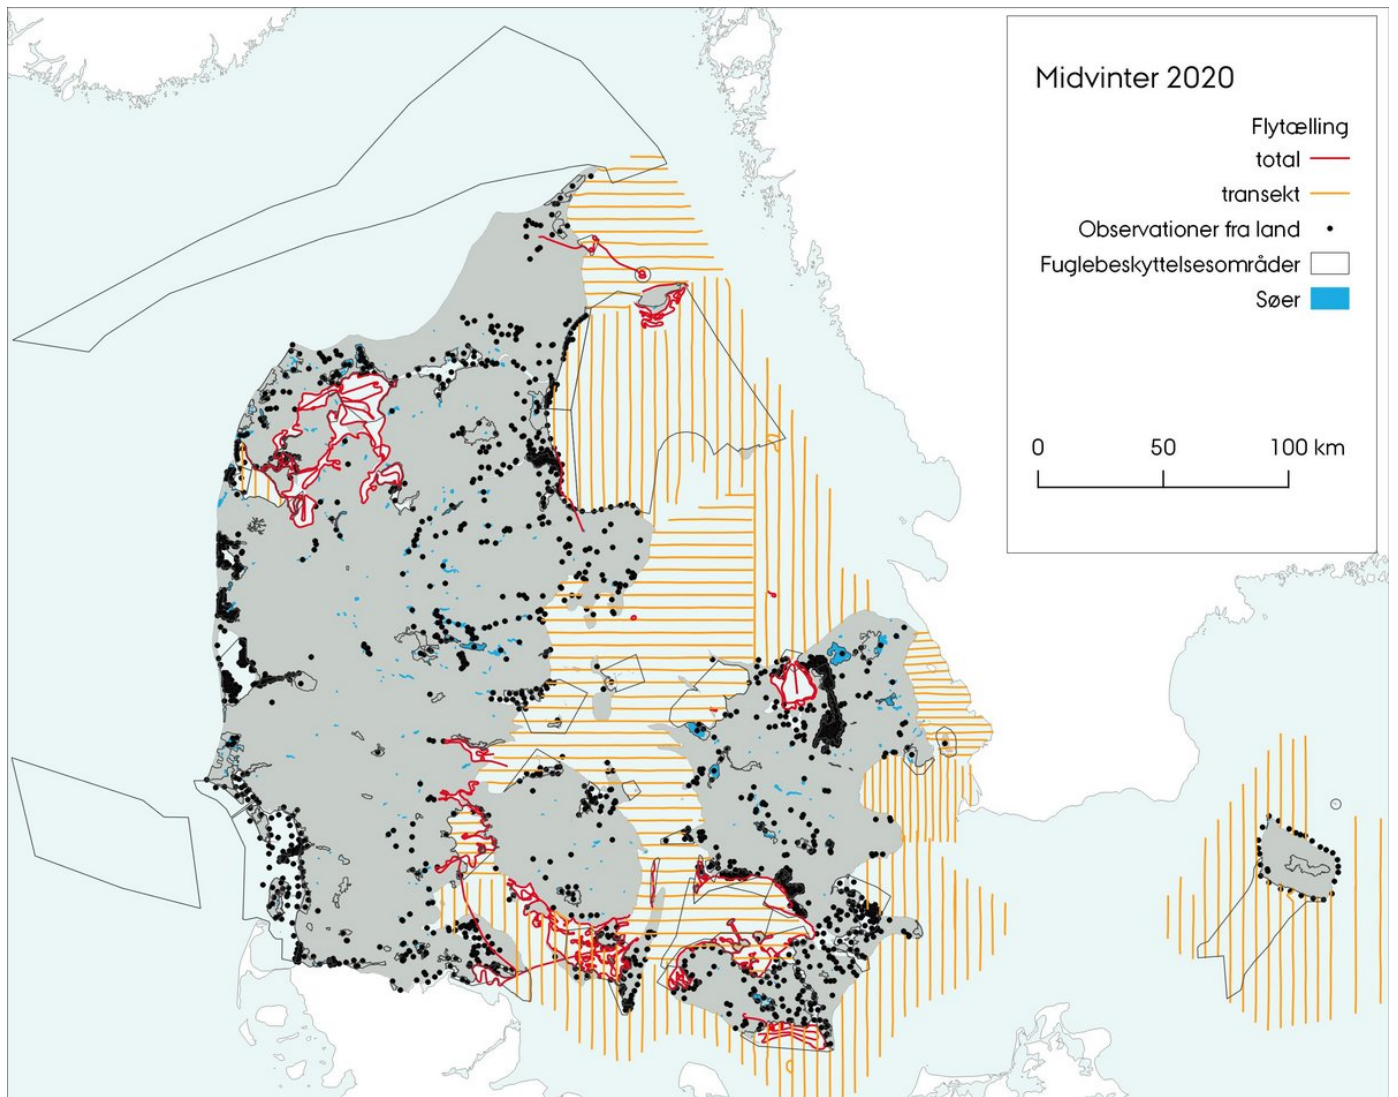 Midvinter 2020
Flytælling
total
transekt
Observationer fra land
Fuglebeskyttelsesområder
Søer
0 50 100 km